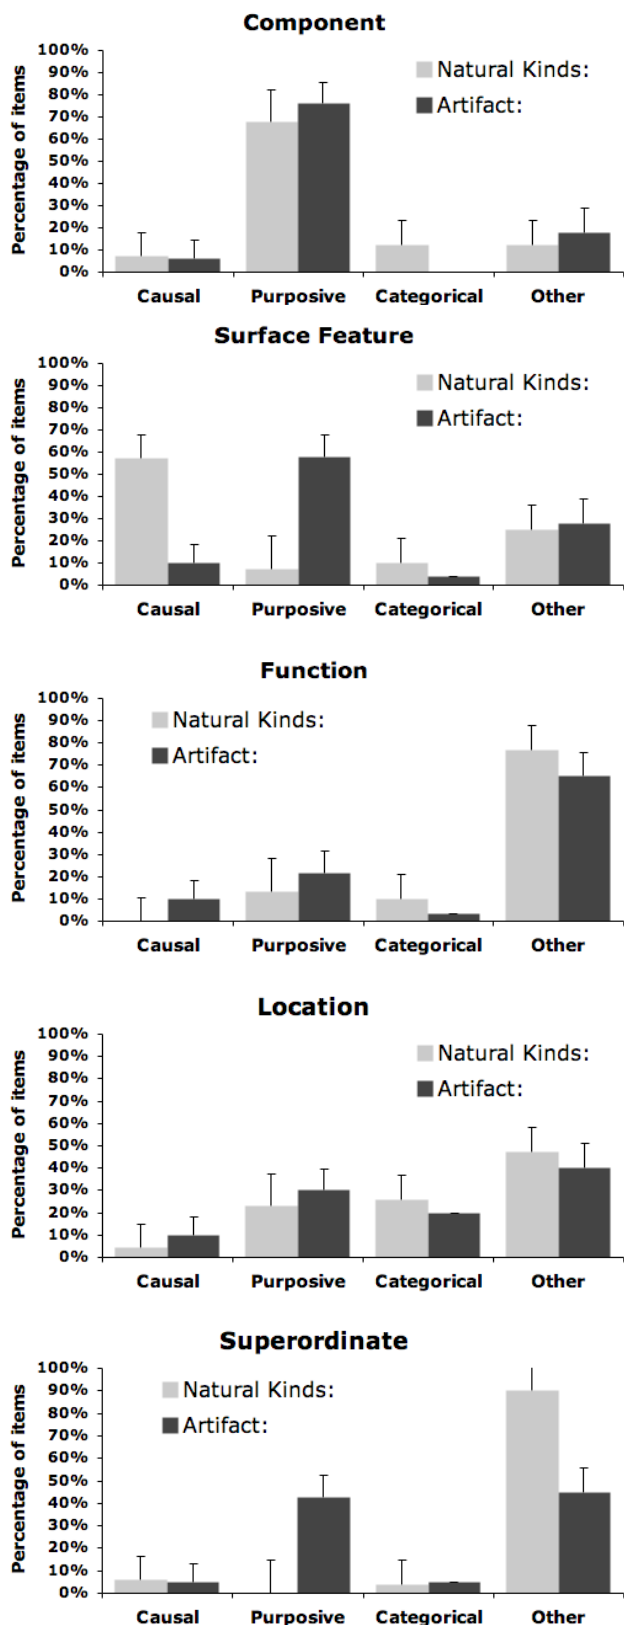 Component
Percentage of items
100%
90%
80%
70%
60%
50%
40%
30%
20%
10%
0%
Natural Kinds:
Artifact:
Causal Purposive Categorical Other
Surface Feature
Percentage of items
100%
90%
80%
70%
60%
50%
40%
30%
20%
10%
0%
Natural Kinds:
Artifact:
Causal Purposive Categorical Other
Function
Percentage of items
100%
90%
80%
70%
60%
50%
40%
30%
20%
10%
0%
Natural Kinds:
Artifact:
Causal Purposive Categorical Other
Location
Percentage of items
100%
90%
80%
70%
60%
50%
40%
30%
20%
10%
0%
Natural Kinds:
Artifact:
Causal Purposive Categorical Other
Superordinate
Percentage of items
100%
90%
80%
70%
60%
50%
40%
30%
20%
10%
0%
Natural Kinds:
Artifact:
Causal Purposive Categorical Other